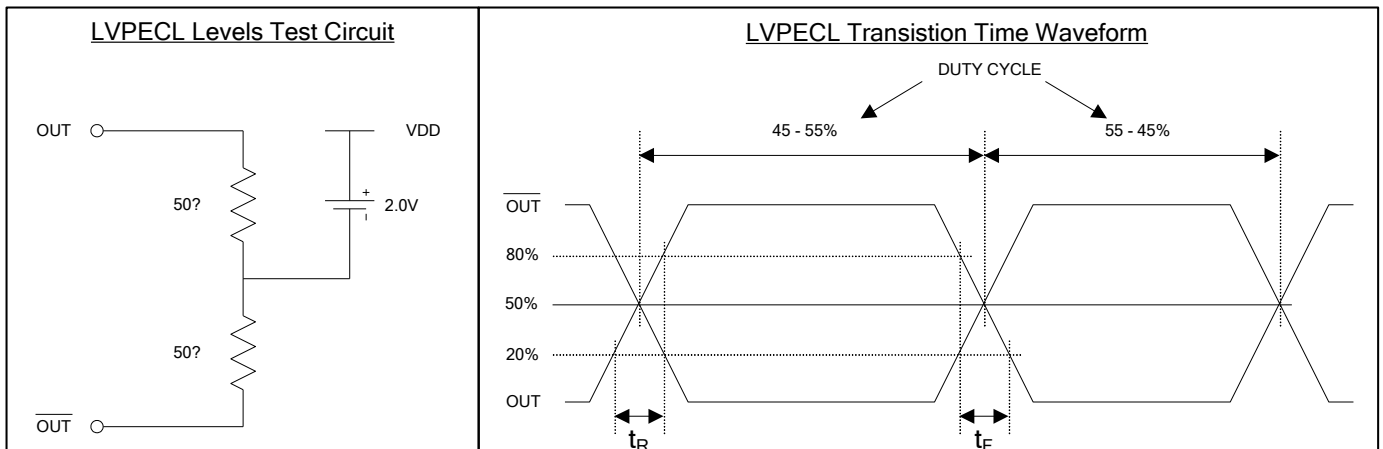 LVPECL Levels Test Circuit
OUT
VDD
50?
+
2.0V
-
50?
OUT
LVPECL Transistion Time Waveform
DUTY CYCLE
45 - 55%
55 - 45%
OUT
80%
50%
20%
OUT
tR
tF